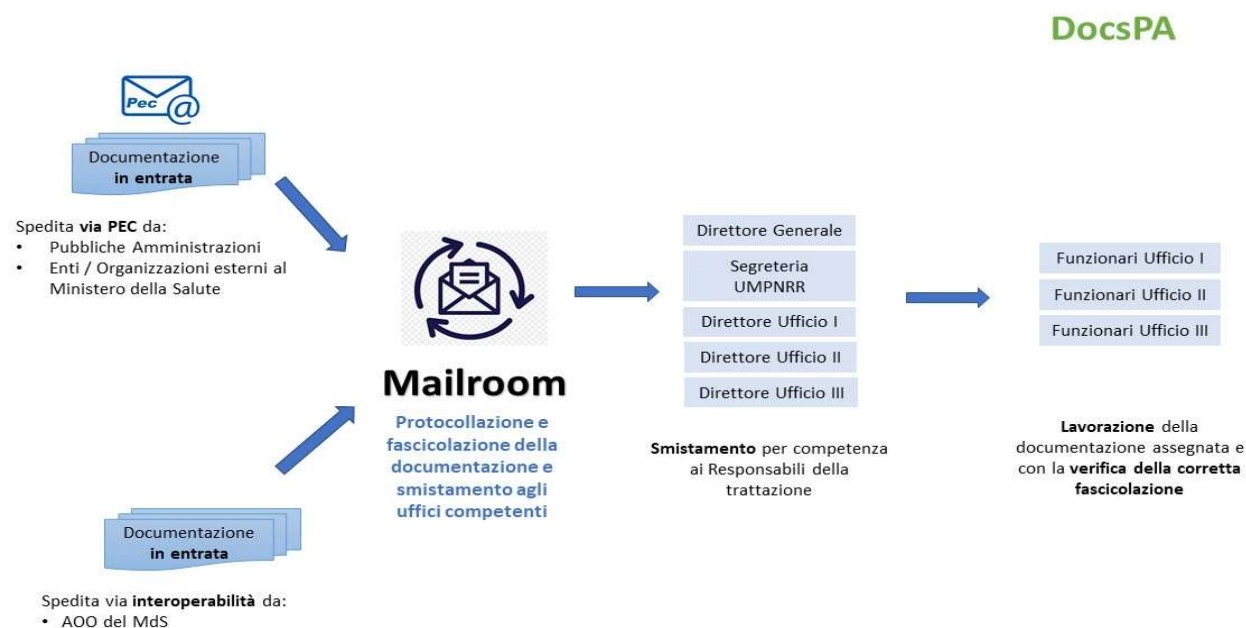 DocsPA
Pec @
Documentazione
in entrata
Spedita via PEC da:
• Pubbliche Amministrazioni
• Enti / Organizzazioni esterni al
Ministero della Salute
Documentazione
in entrata
Spedita via interoperabilità da:
• AOO del MdS
Mailroom
Protocollazione e
fascicolazione della
documentazione e
smistamento agli
uffici competenti
Direttore Generale
Segreteria
UMPNRR
Direttore Ufficio I
Direttore Ufficio II
Direttore Ufficio III
Smistamento per competenza
ai Responsabili della
trattazione
Funzionari Ufficio I
Funzionari Ufficio II
Funzionari Ufficio III
Lavorazione della
documentazione assegnata e
con la verifica della corretta
fascicolazione